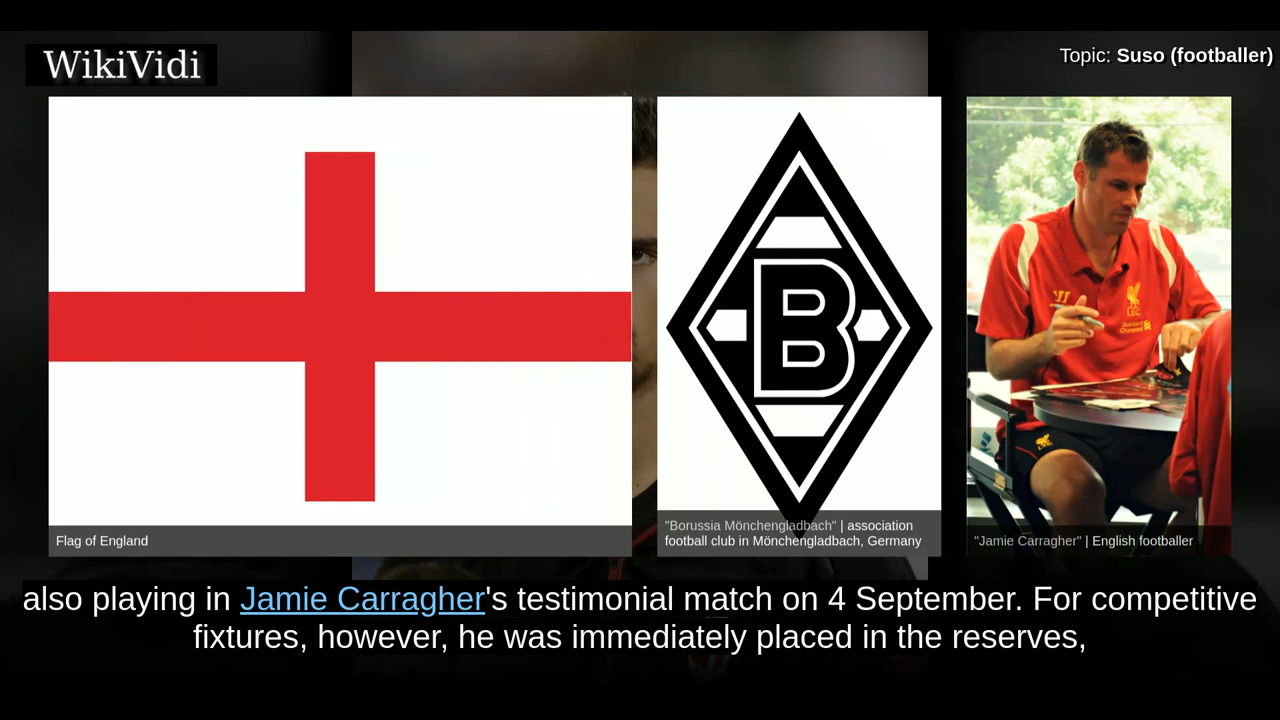 WikiVidi
Topic: Suso (footballer)
B
Flag of England
"Borussia Mönchengladbach" | association
football club in Mönchengladbach, Germany
"Jamie Carragher" | English footballer
also playing in Jamie Carragher's testimonial match on 4 September. For competitive
fixtures, however, he was immediately placed in the reserves,